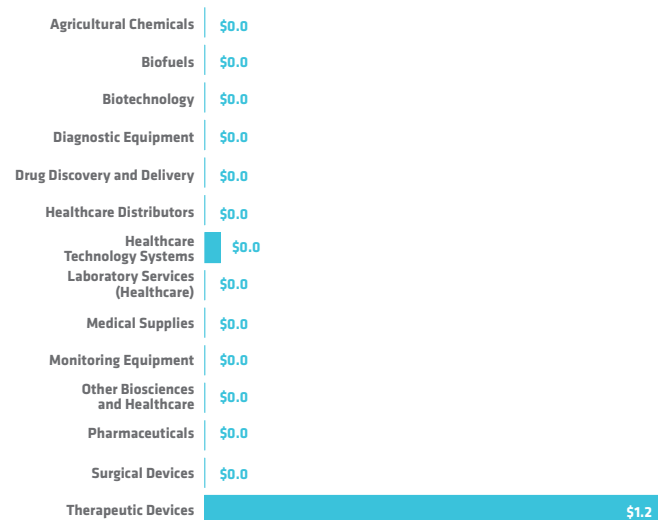 Agricultural Chemicals $0.0
Biofuels $0.0
Biotechnology $0.0
Diagnostic Equipment $0.0
Drug Discovery and Delivery $0.0
Healthcare Distributors $0.0
Healthcare
Technology Systems $0.0
Laboratory Services
(Healthcare) $0.0
Medical Supplies $0.0
Monitoring Equipment $0.0
Other Biosciences
and Healthcare $0.0
Pharmaceuticals $0.0
Surgical Devices $0.0
Therapeutic Devices $1.2